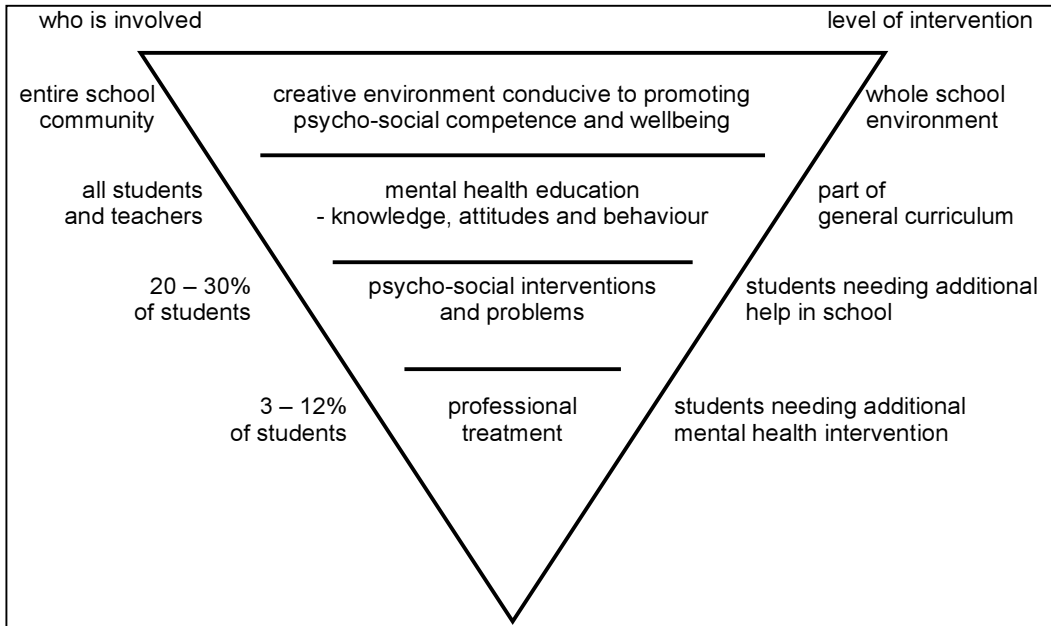 who is involved
level of intervention
entire school
community
creative environment conducive to promoting
psycho-social competence and wellbeing
whole school
environment
all students
and teachers
mental health education
- knowledge, attitudes and behaviour
part of
general curriculum
20 – 30%
of students
psycho-social interventions
and problems
students needing additional
help in school
3 – 12%
of students
professional
treatment
students needing additional
mental health intervention